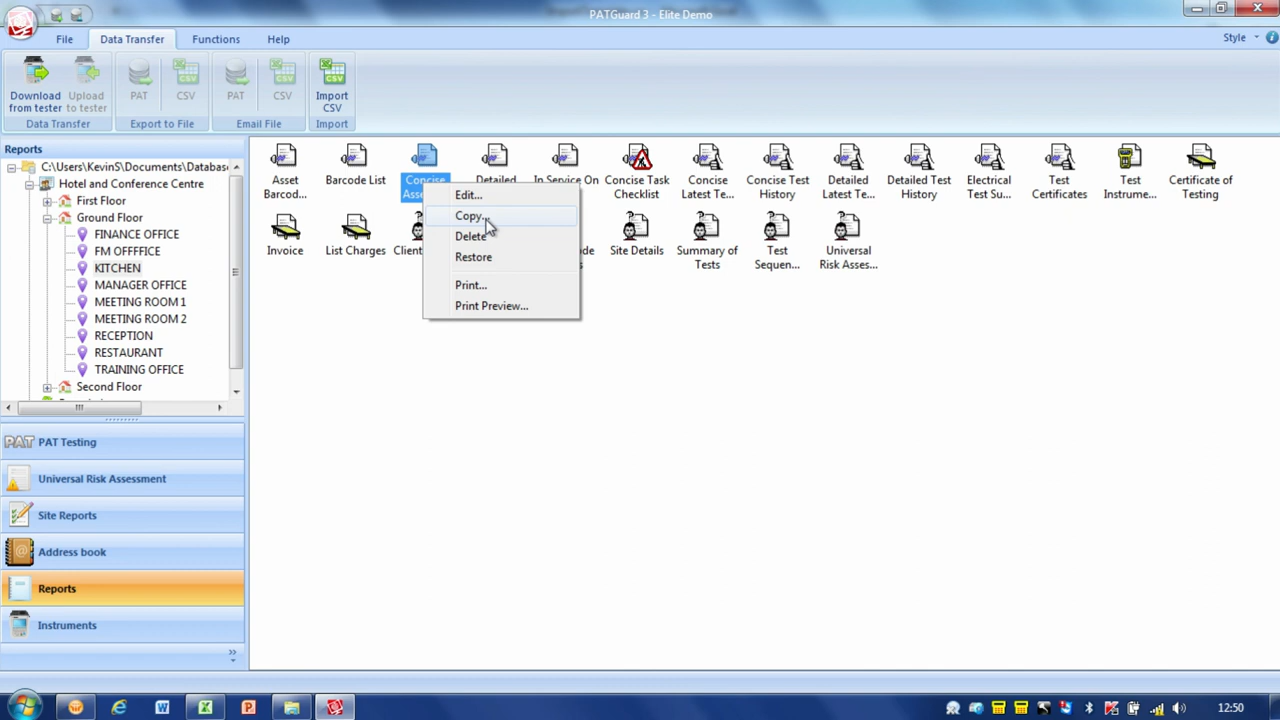 PATGuard 3 - Elite Demo
File
Data Transfer
Functions
Help
Style
Download
from tester
Upload
to tester
Data Transfer
PAT
CSV
Export to File
PAT
CSV
Email File
Import
CSV
Import
Reports
C:\Users\KevinS\Documents\Databas
Hotel and Conference Centre
First Floor
Ground Floor
FINANCE OFFICE
FM OFFFFICE
KITCHEN
MANAGER OFFICE
MEETING ROOM 1
MEETING ROOM 2
RECEPTION
RESTAURANT
TRAINING OFFICE
Second Floor
PAT Testing
Universal Risk Assessment
Site Reports
Address book
Reports
Instruments
Asset
Barcod...
Barcode List
Concise
Asse
Detailed
In Service On
Concise Task
Checklist
Concise
Latest Te...
Concise Test
History
Detailed
Latest Te...
Detailed Test
History
Electrical
Test Su...
Test
Certificates
Test
Instrume...
Certificate of
Testing
Invoice
List Charges
Client
Site Details
Summary of
Tests
Test
Sequen...
Universal
Risk Asses...
Edit...
Copy...
Delete
Restore
Print...
Print Preview...
12:50